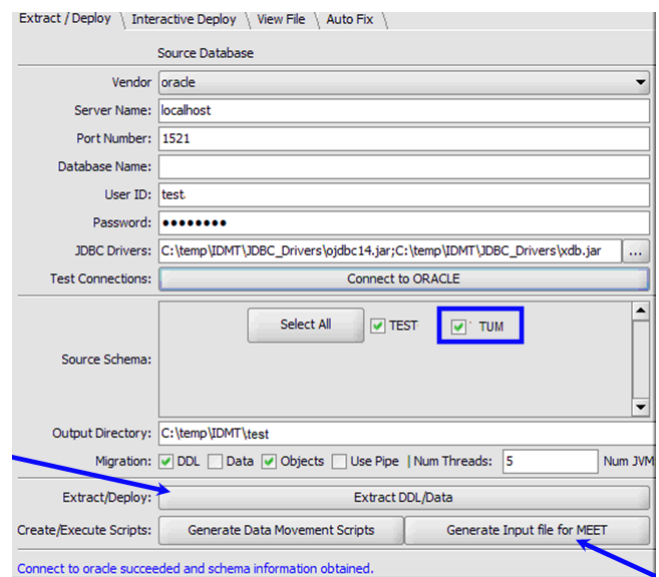 Extract / Deploy Interactive Deploy View File Auto Fix
Source Database
Vendor oracle
Server Name: localhost
Port Number: 1521
Database Name:
User ID: test
Password: ●●●●●●●●
JDBC Drivers: C:\temp\IDMT\JDBC_Drivers\ojdbc14.jar;C:\temp\IDMT\JDBC_Drivers\xdb.jar ...
Test Connections: Connect to ORACLE
Select All TEST TUM
Source Schema:
Output Directory: C:\temp\IDMT\test
Migration: DDL Data Objects Use Pipe | Num Threads: 5 Num JVM
Extract/Deploy: Extract DDL/Data
Create/Execute Scripts: Generate Data Movement Scripts Generate Input file for MEET
Connect to oracle succeeded and schema information obtained.